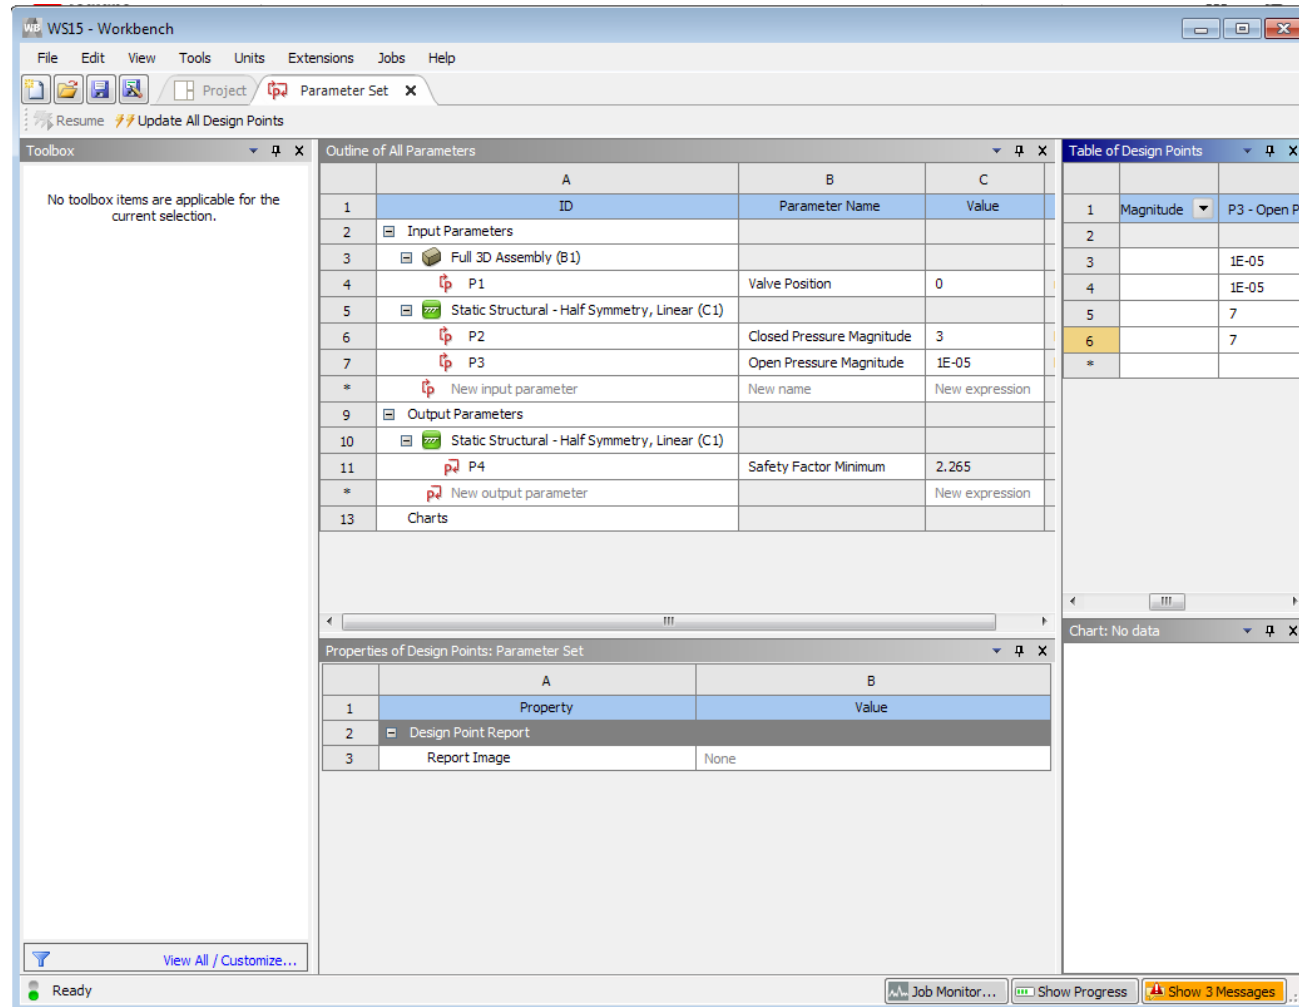 WS15 - Workbench
File Edit View Tools Units Extensions Jobs Help
Project Parameter Set
Resume Update All Design Points
Toolbox
No toolbox items are applicable for the
current selection.
View All / Customize...
Outline of All Parameters
A B C
1 ID Parameter Name Value
2 Input Parameters
3 Full 3D Assembly (B1)
4 P1 Valve Position 0
5 Static Structural - Half Symmetry, Linear (C1)
6 P2 Closed Pressure Magnitude 3
7 P3 Open Pressure Magnitude 1E-05
* New input parameter New name New expression
9 Output Parameters
10 Static Structural - Half Symmetry, Linear (C1)
11 P4 Safety Factor Minimum 2.265
* New output parameter New expression
13 Charts
Properties of Design Points: Parameter Set
A B
1 Property Value
2 Design Point Report
3 Report Image None
Table of Design Points
1 Magnitude P3 - Open P
2
3 1E-05
4 1E-05
5 7
6 7
*
Chart: No data
Ready Job Monitor... Show Progress Show 3 Messages